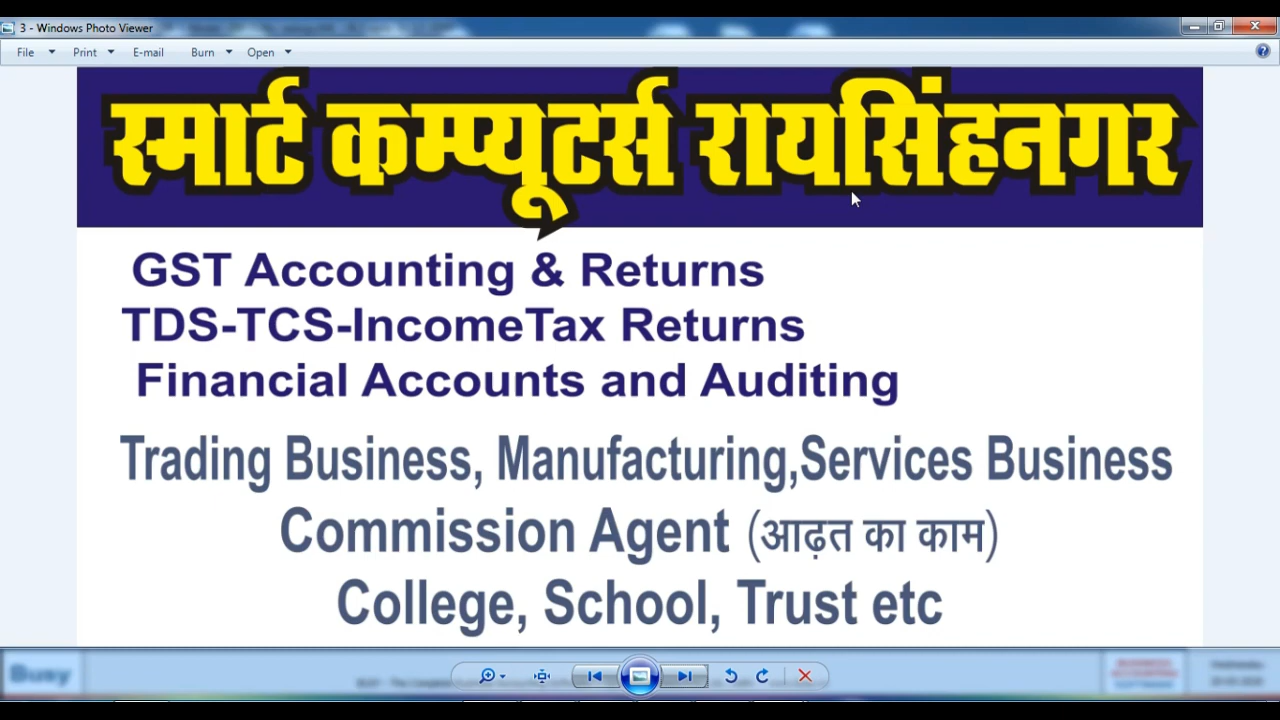 3 - Windows Photo Viewer
File Print E-mail Burn Open
स्मार्ट कम्प्यूटर्स रायसिंहनगर
GST Accounting & Returns
TDS-TCS-IncomeTax Returns
Financial Accounts and Auditing
Trading Business, Manufacturing,Services Business
Commission Agent (आढ़त का काम)
College, School, Trust etc
Busy